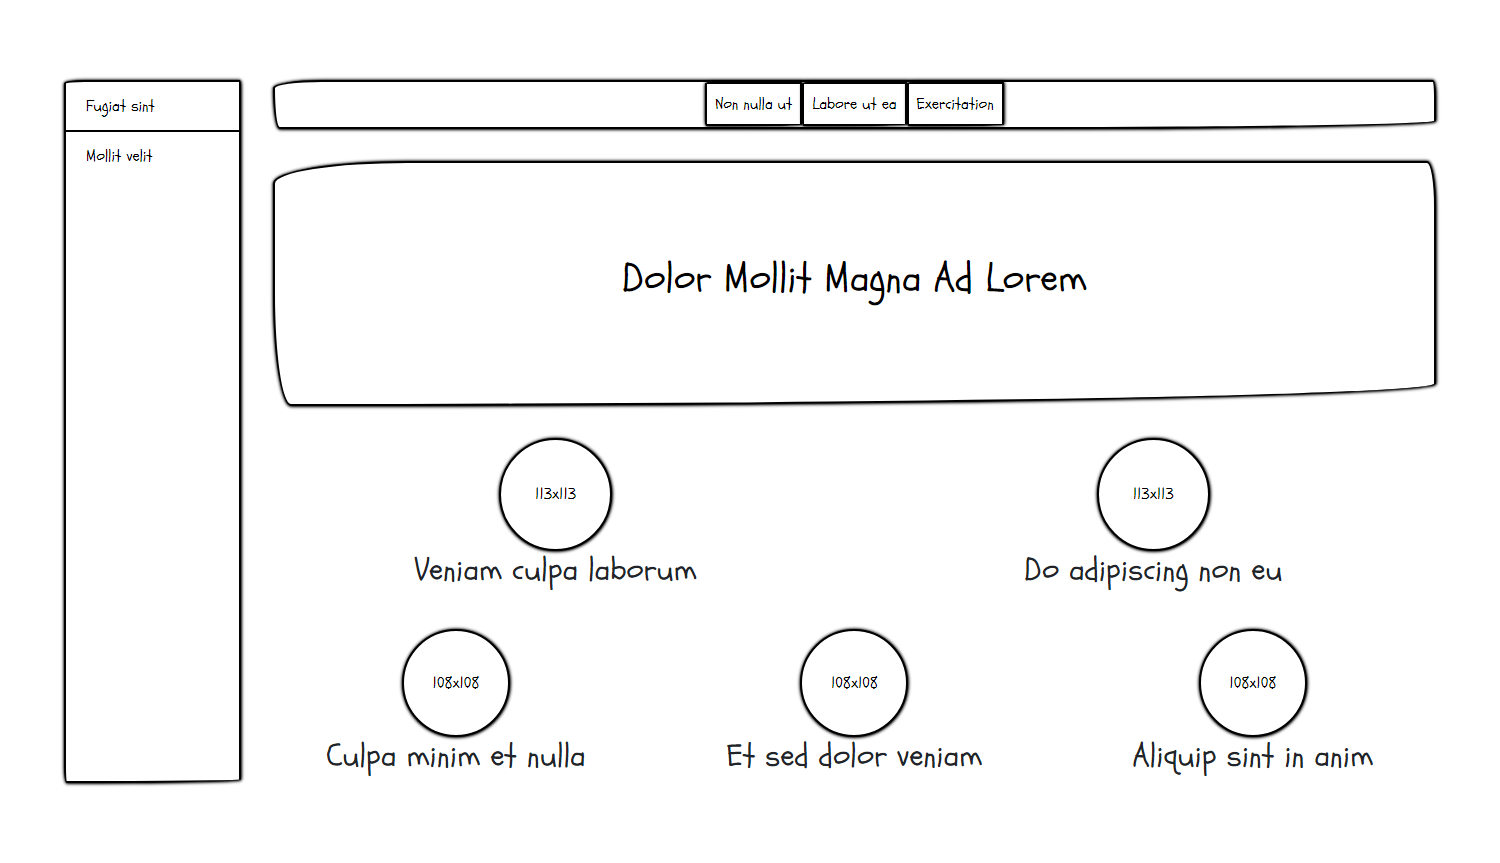 Fugiat sint
Mollit velit
Non nulla ut
Labore ut ea
Exercitation
Dolor Mollit Magna Ad Lorem
113x113
Veniam culpa laborum
113x113
Do adipiscing non eu
108x108
Culpa minim et nulla
108x108
Et sed dolor veniam
108x108
Aliquip sint in anim